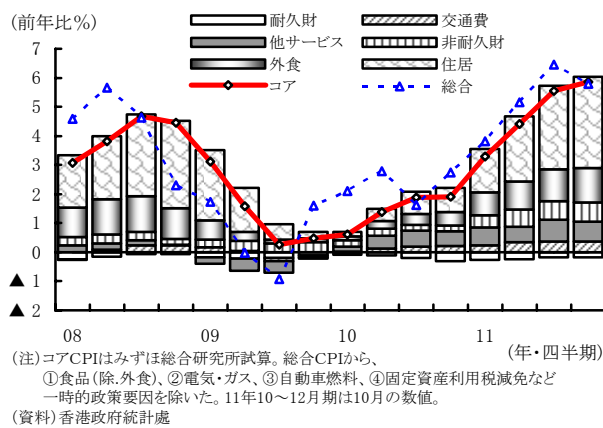 (前年比%)
耐久財
交通費
他サービス
非耐久財
外食
住居
コア
総合
7
6
5
4
3
2
1
0
▲ 1
▲ 2
08 09 10 11
(年・四半期)
(注)コアCPIはみずほ総合研究所試算。総合CPIから、
①食品(除.外食)、②電気・ガス、③自動車燃料、④固定資産利用税減免など
一時的政策要因を除いた。11年10～12月期は10月の数値。
(資料)香港政府統計處